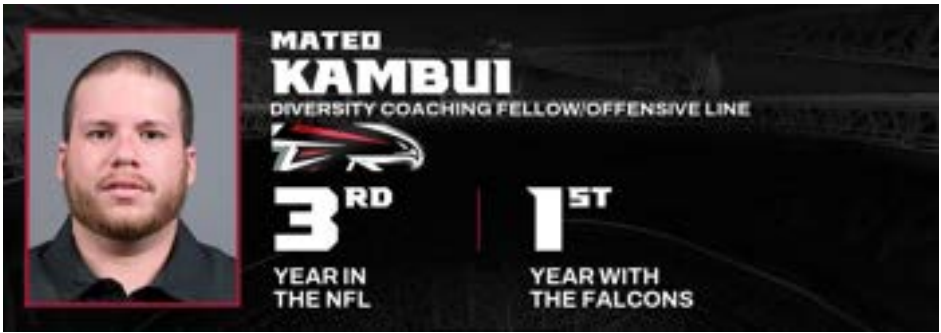 MATEO
KAMBUI
DIVERSITY COACHING FELLOW/OFFENSIVE LINE
3RD
YEAR IN
THE NFL
1ST
YEAR WITH
THE FALCONS